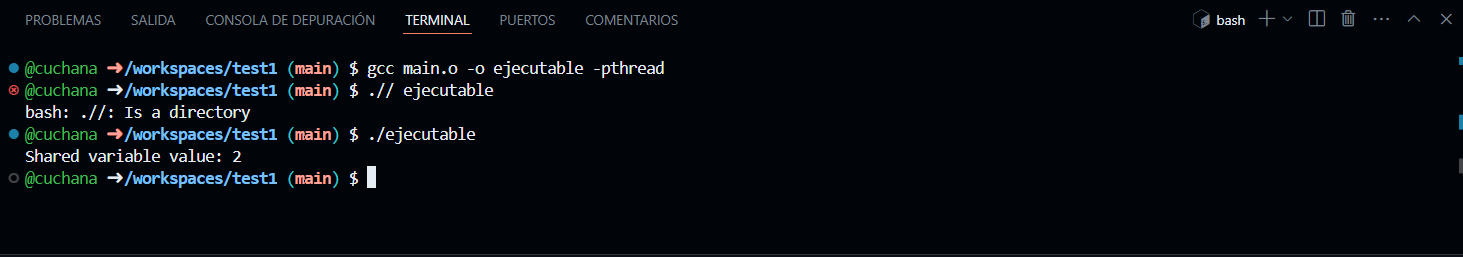 PROBLEMAS SALIDA CONSOLA DE DEPURACIÓN TERMINAL PUERTOS COMENTARIOS bash
@cuchana ➜/workspaces/test1 (main) $ gcc main.o -o ejecutable -pthread
@cuchana ➜/workspaces/test1 (main) $ .// ejecutable
bash: .//: Is a directory
@cuchana ➜/workspaces/test1 (main) $ ./ejecutable
Shared variable value: 2
@cuchana ➜/workspaces/test1 (main) $